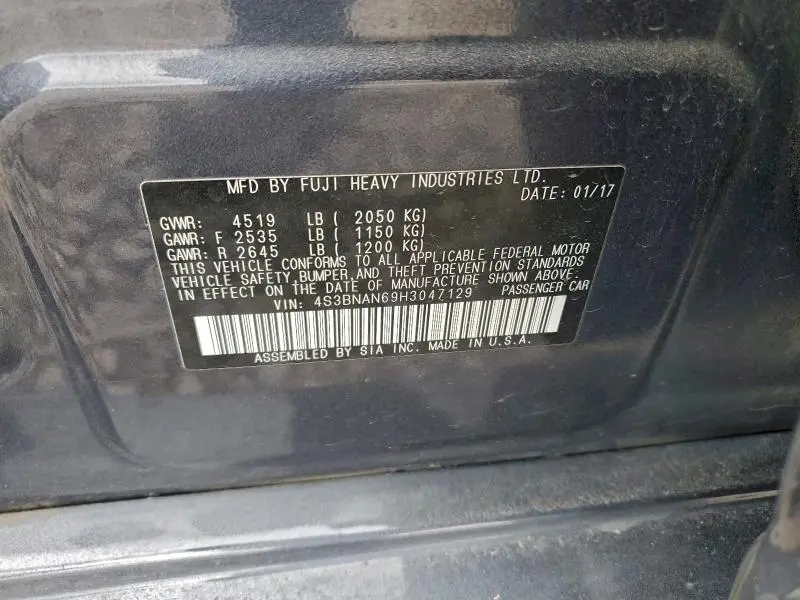 MFD BY FUJI HEAVY INDUSTRIES LTD.
DATE: 01/17
GVWR: 4519 LB ( 2050 KG)
GAWR: F 2535 LB ( 1150 KG)
GAWR: R 2645 LB ( 1200 KG)
THIS VEHICLE CONFORMS TO ALL APPLICABLE FEDERAL MOTOR
VEHICLE SAFETY, BUMPER, AND THEFT PREVENTION STANDARDS
IN EFFECT ON THE DATE OF MANUFACTURE SHOWN ABOVE.
VIN: 4S3BNAN69H3047129 PASSENGER CAR
ASSEMBLED BY SIA INC. MADE IN U.S.A.